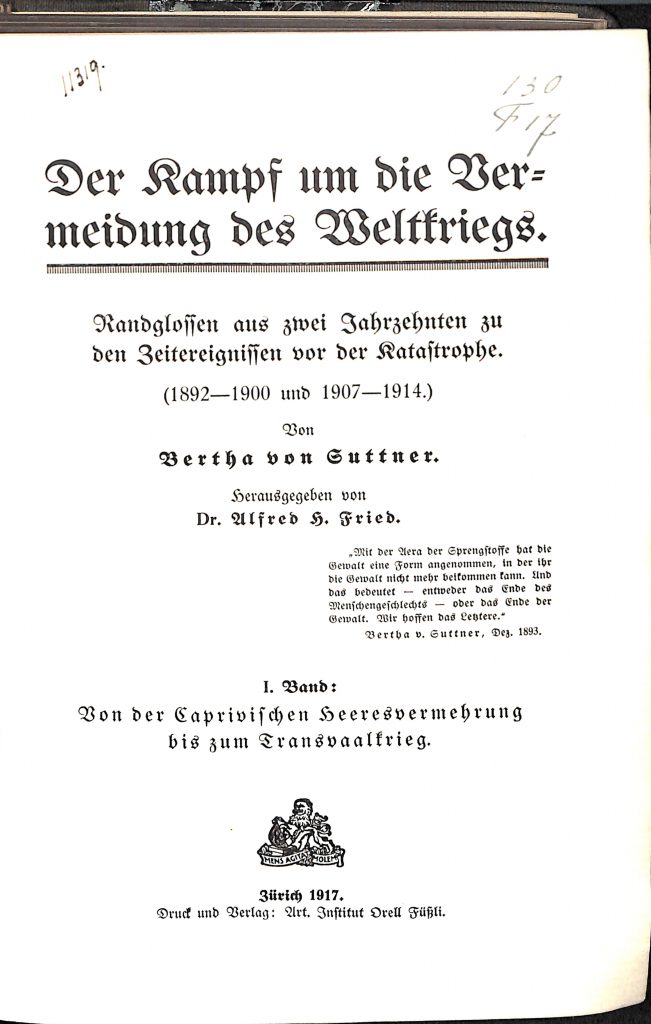 11319.
130
F17
Der Kampf um die Ver-
meidung des Weltkriegs.
Randglossen aus zwei Jahrzehnten zu
den Zeitereignissen vor der Katastrophe.
(1892—1900 und 1907—1914.)
Von
Bertha von Suttner.
Herausgegeben von
Dr. Alfred H. Fried.
„Mit der Aera der Sprengstoffe hat die
Gewalt eine Form angenommen, in der ihr
die Gewalt nicht mehr beikommen kann. Und
das bedeutet — entweder das Ende des
Menschengeschlechts — oder das Ende der
Gewalt. Wir hoffen das Letztere.“
Bertha v. Suttner, Dez. 1893.
I. Band:
Von der Caprivischen Heeresvermehrung
bis zum Transvaalkrieg.
MENS AGITAT MOLEM
Zürich 1917.
Druck und Verlag: Art. Institut Orell Füßli.